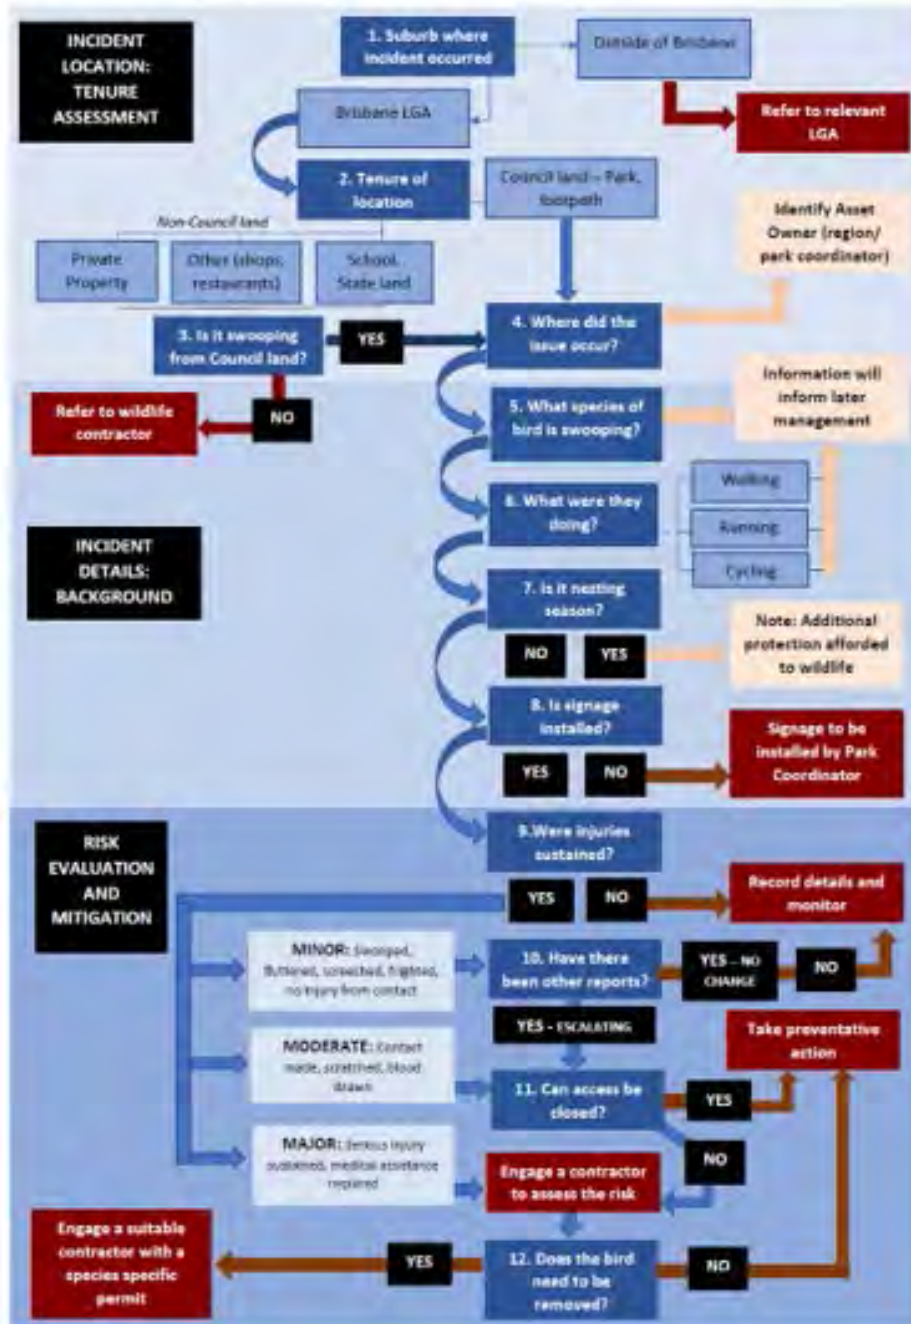 INCIDENT
LOCATION:
TENURE
ASSESSMENT
1. Suburb where
incident occurred
Outside of Brisbane
Brisbane LGA
Refer to relevant
LGA
2. Tenure of
location
Council land – Park,
footpath
Non-Council land
Private
Property
Other (shops,
restaurants)
School,
State land
Identify Asset
Owner (region/
park coordinator)
3. Is it swooping
from Council land?
YES
4. Where did the
issue occur?
NO
Refer to wildlife
contractor
5. What species of
bird is swooping?
Information will
inform later
management
INCIDENT
DETAILS:
BACKGROUND
6. What were they
doing?
Walking
Running
Cycling
7. Is it nesting
season?
NO
YES
Note: Additional
protection afforded
to wildlife
8. Is signage
installed?
YES
NO
Signage to be
installed by Park
Coordinator
RISK
EVALUATION
AND
MITIGATION
9.Were injuries
sustained?
YES
NO
Record details and
monitor
MINOR: Swooped,
fluttered, screeched, frighted,
no injury from contact
10. Have there
been other reports?
YES – NO
CHANGE
NO
YES - ESCALATING
MODERATE: Contact
made, scratched, blood
drawn
11. Can access be
closed?
YES
Take preventative
action
NO
MAJOR: Serious injury
sustained, medical assistance
required
Engage a contractor
to assess the risk
Engage a suitable
contractor with a
species specific
permit
YES
12. Does the bird
need to be
removed?
NO